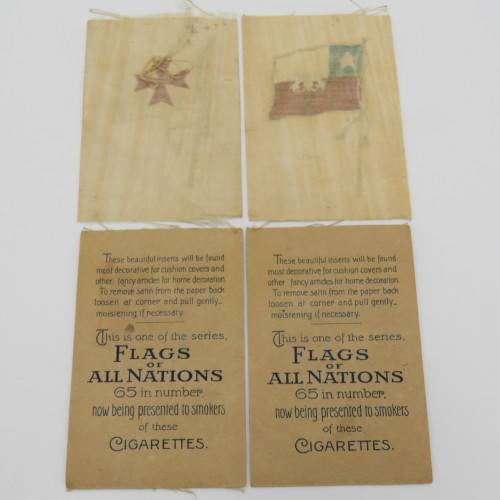 These beautiful inserts will be found
most decorative for cushion covers and
other fancy articles for home decoration.
To remove satin from the paper back
loosen at corner and pull gently_
moistening if necessary.
This is one of the series,
FLAGS
OF
ALL NATIONS
65 in number,
now being presented to smokers
of these
CIGARETTES.
These beautiful inserts will be found
most decorative for cushion covers and
other fancy articles for home decoration.
To remove satin from the paper back
loosen at corner and pull gently_
moistening if necessary.
This is one of the series,
FLAGS
OF
ALL NATIONS
65 in number,
now being presented to smokers
of these
CIGARETTES.